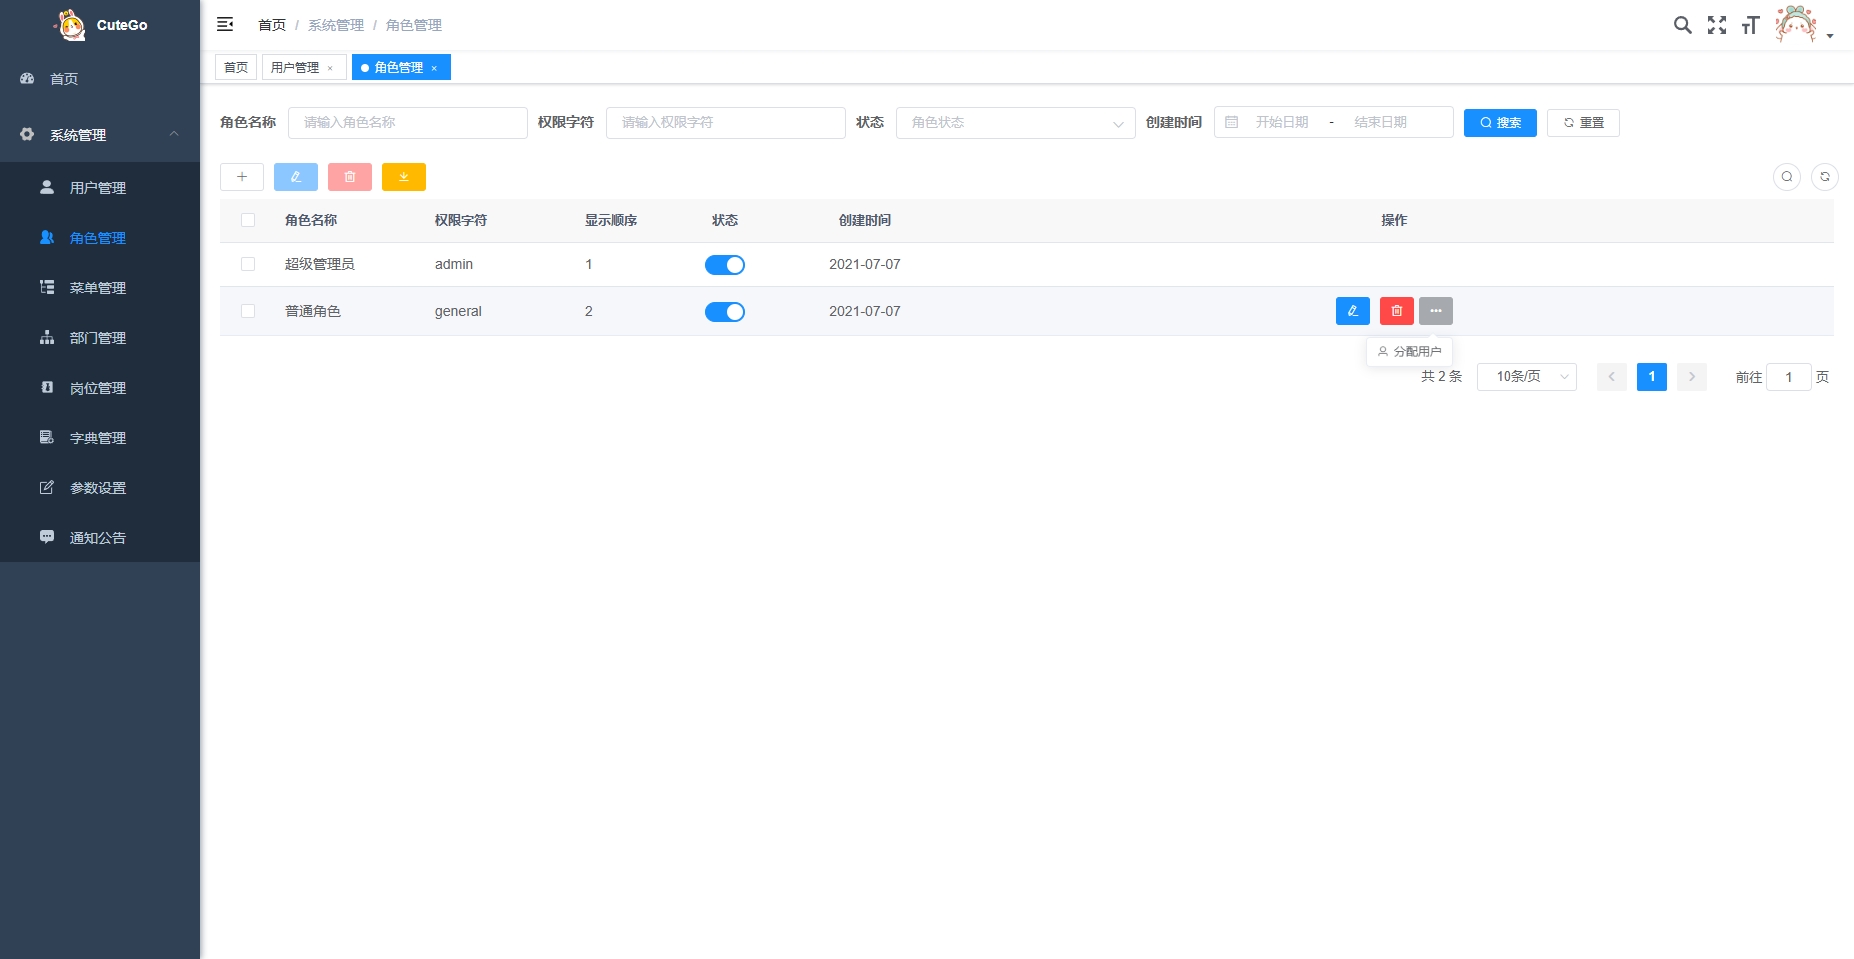 CuteGo
首页
系统管理
用户管理
角色管理
菜单管理
部门管理
岗位管理
字典管理
参数设置
通知公告
首页 / 系统管理 / 角色管理
首页 用户管理 × 角色管理 ×
角色名称 请输入角色名称 权限字符 请输入权限字符 状态 角色状态 创建时间 开始日期 - 结束日期 搜索 重置
角色名称 权限字符 显示顺序 状态 创建时间 操作
超级管理员 admin 1 2021-07-07
普通角色 general 2 2021-07-07
分配用户
共 2 条 10条/页 1 前往 1 页